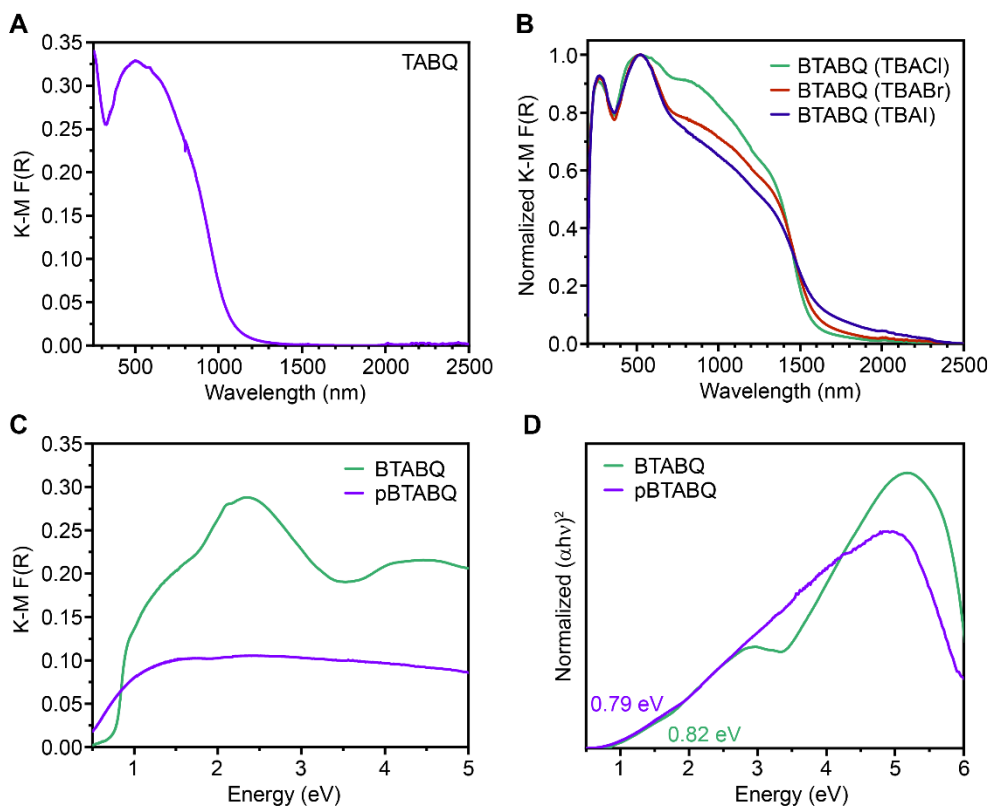 A
K-M F(R)
0.35
0.30
0.25
0.20
0.15
0.10
0.05
0.00
TABQ
500 1000 1500 2000 2500
Wavelength (nm)
B
Normalized K-M F(R)
1.0
0.8
0.6
0.4
0.2
0.0
BTABQ (TBACl)
BTABQ (TBABr)
BTABQ (TBAI)
500 1000 1500 2000 2500
Wavelength (nm)
C
K-M F(R)
0.35
0.30
0.25
0.20
0.15
0.10
0.05
0.00
BTABQ
pBTABQ
1 2 3 4 5
Energy (eV)
D
Normalized (αhν)²
BTABQ
pBTABQ
0.79 eV
0.82 eV
1 2 3 4 5 6
Energy (eV)